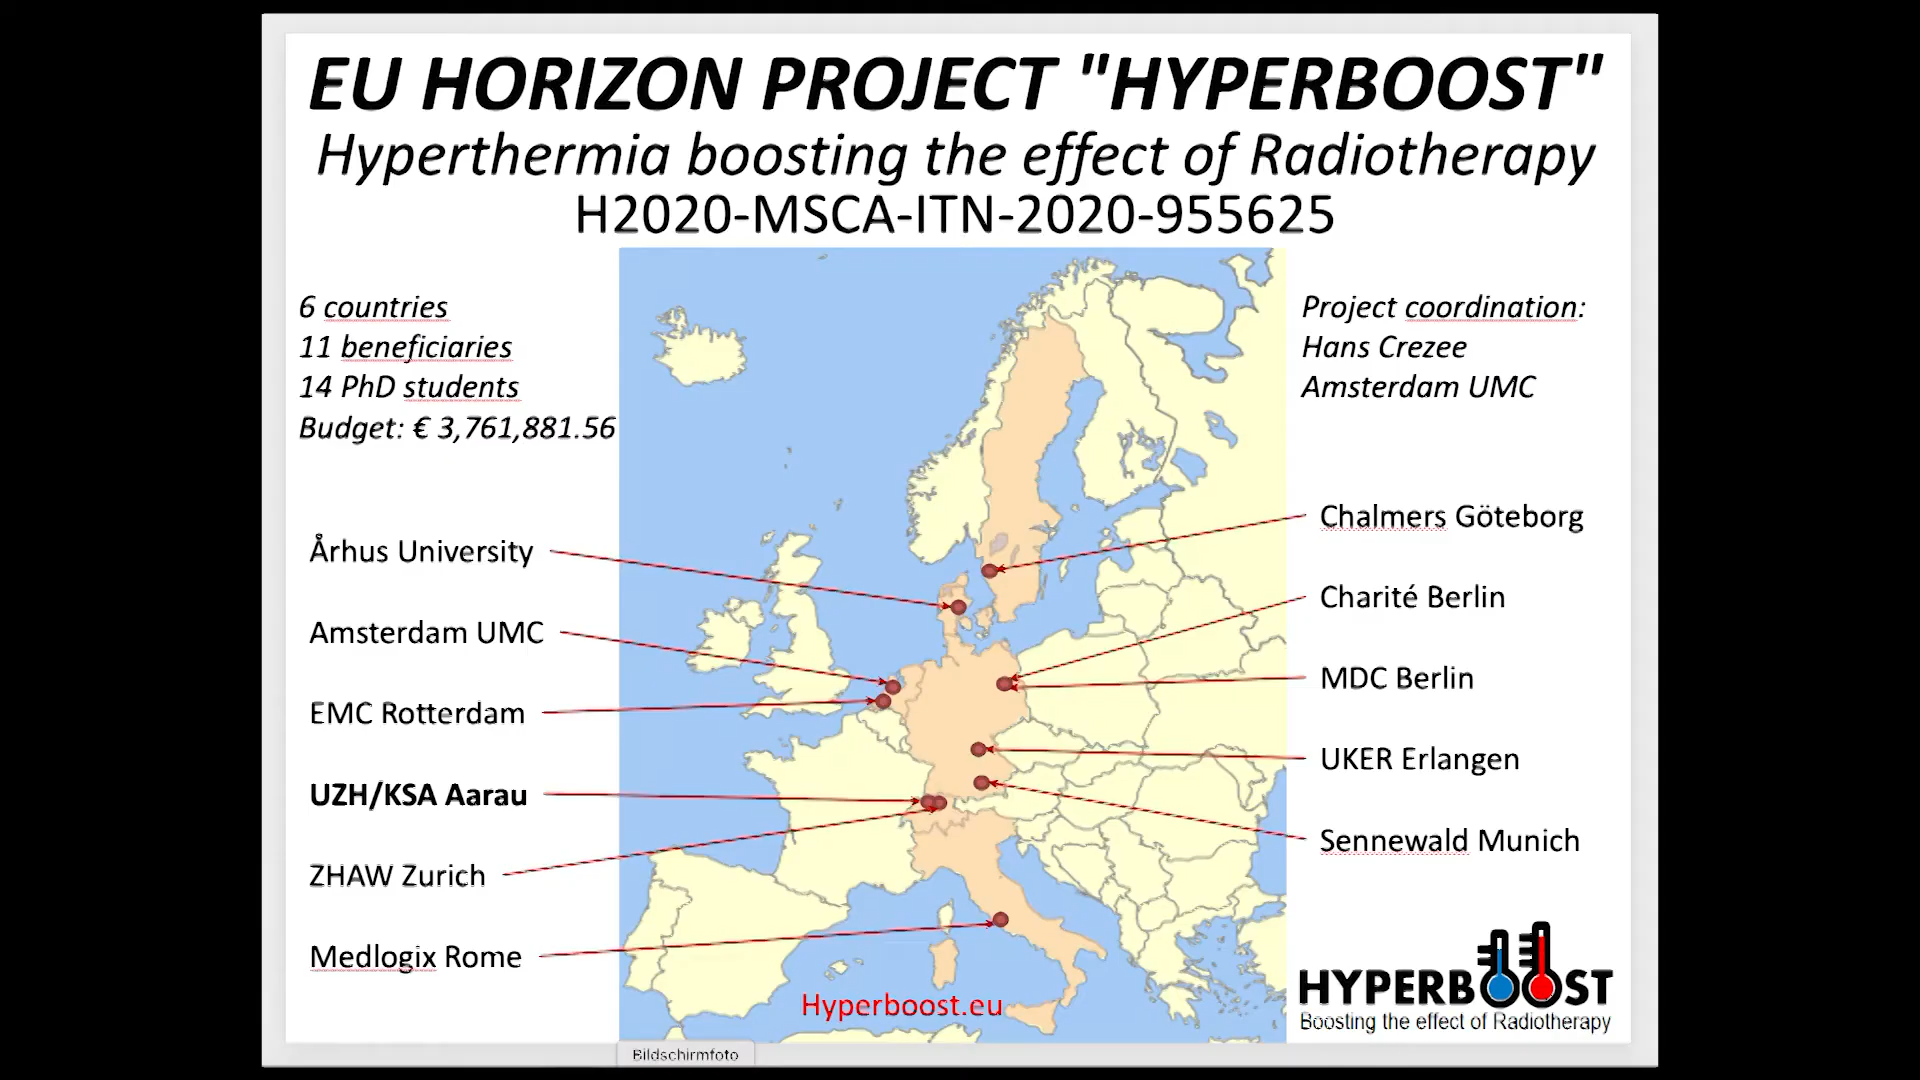 EU HORIZON PROJECT "HYPERBOOST"
Hyperthermia boosting the effect of Radiotherapy
H2020-MSCA-ITN-2020-955625
6 countries
11 beneficiaries
14 PhD students
Budget: € 3,761,881.56
Project coordination:
Hans Crezee
Amsterdam UMC
Århus University
Amsterdam UMC
EMC Rotterdam
UZH/KSA Aarau
ZHAW Zurich
Medlogix Rome
Chalmers Göteborg
Charité Berlin
MDC Berlin
UKER Erlangen
Sennewald Munich
Hyperboost.eu
HYPERBOOST
Boosting the effect of Radiotherapy
Bildschirmfoto